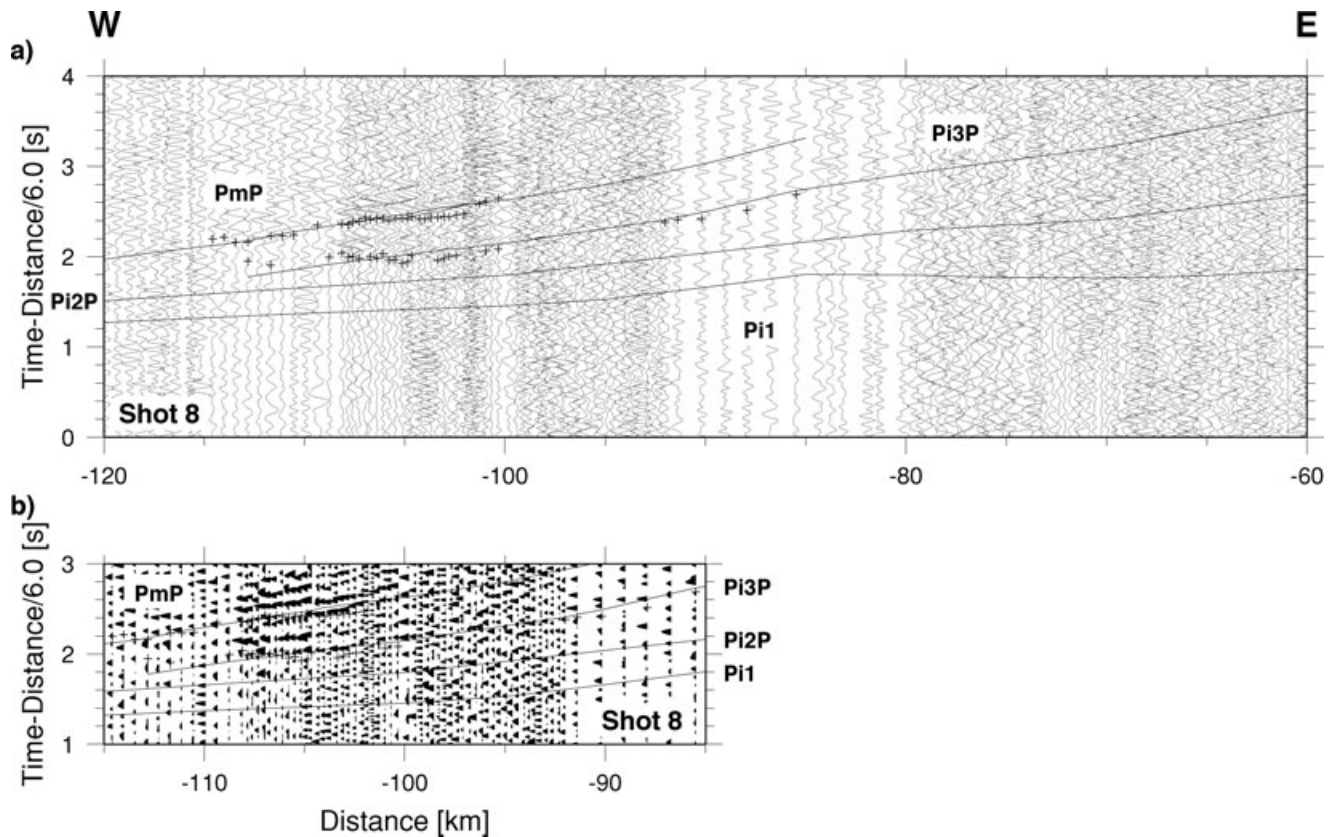 W
E
a)
4
3
2
1
0
Time-Distance/6.0 [s]
PmP
Pi3P
Pi2P
Pi1
Shot 8
-120
-100
-80
-60
b)
3
2
1
Time-Distance/6.0 [s]
PmP
Pi3P
Pi2P
Pi1
Shot 8
-110
-100
-90
Distance [km]